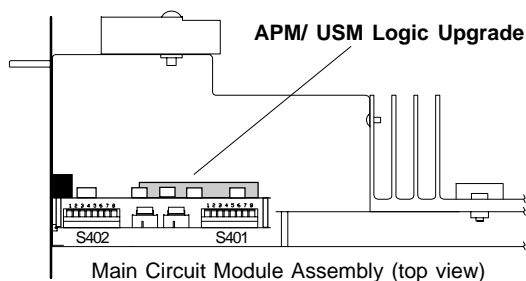 APM/ USM Logic Upgrade
1 2 3 4 5 6 7 8 1 2 3 4 5 6 7 8
S402 S401
Main Circuit Module Assembly (top view)